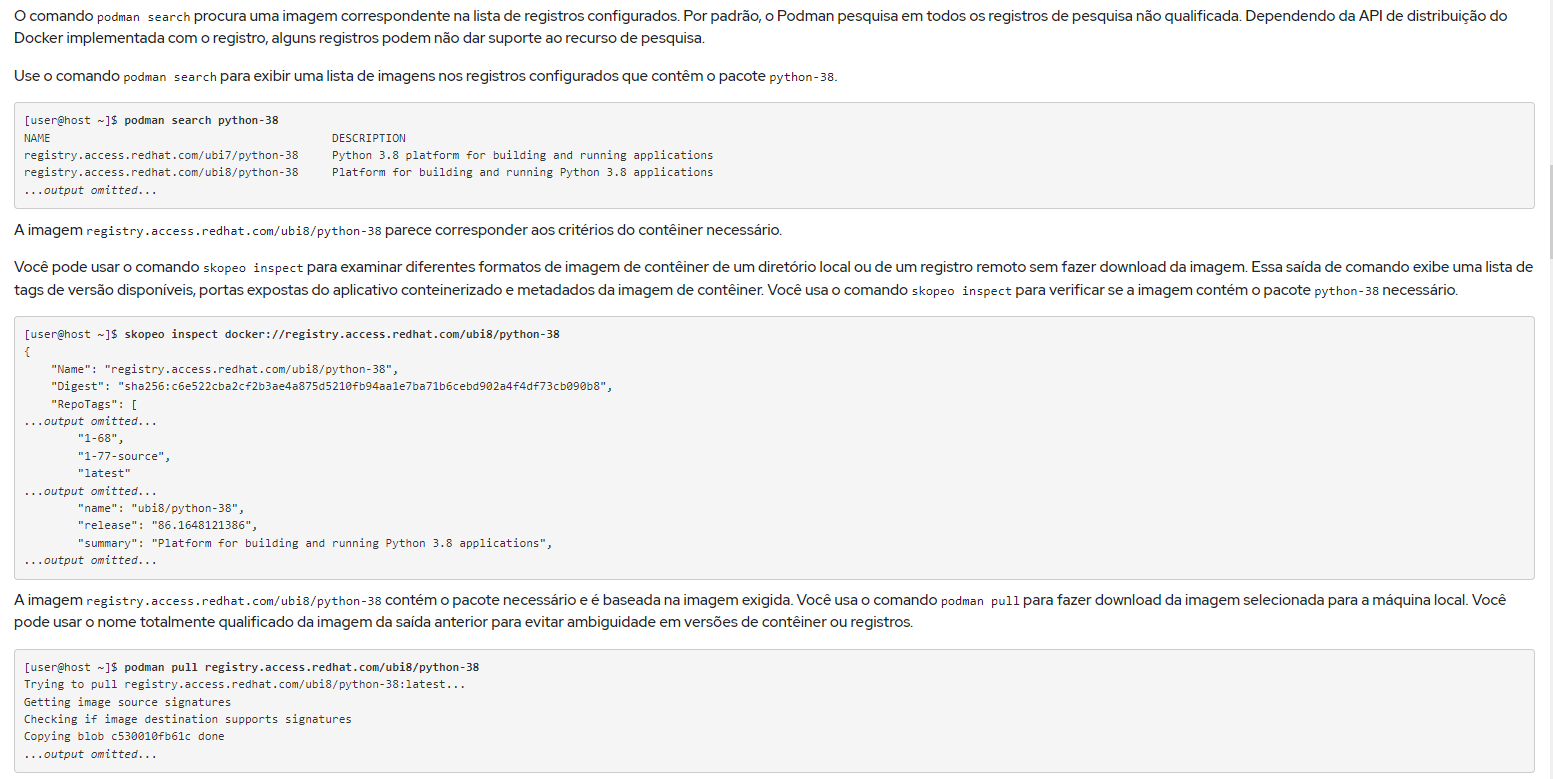 O comando podman search procura uma imagem correspondente na lista de registros configurados. Por padrão, o Podman pesquisa em todos os registros de pesquisa não qualificada. Dependendo da API de distribuição do
Docker implementada com o registro, alguns registros podem não dar suporte ao recurso de pesquisa.
Use o comando podman search para exibir uma lista de imagens nos registros configurados que contêm o pacote python-38.
[user@host ~]$ podman search python-38
NAME DESCRIPTION
registry.access.redhat.com/ubi7/python-38 Python 3.8 platform for building and running applications
registry.access.redhat.com/ubi8/python-38 Platform for building and running Python 3.8 applications
...output omitted...
A imagem registry.access.redhat.com/ubi8/python-38 parece corresponder aos critérios do contêiner necessário.
Você pode usar o comando skopeo inspect para examinar diferentes formatos de imagem de contêiner de um diretório local ou de um registro remoto sem fazer download da imagem. Essa saída de comando exibe uma lista de
tags de versão disponíveis, portas expostas do aplicativo conteinerizado e metadados da imagem de contêiner. Você usa o comando skopeo inspect para verificar se a imagem contém o pacote python-38 necessário.
[user@host ~]$ skopeo inspect docker://registry.access.redhat.com/ubi8/python-38
{
"Name": "registry.access.redhat.com/ubi8/python-38",
"Digest": "sha256:c6e522cba2cf2b3ae4a875d5210fb94aa1e7ba71b6cebd902a4f4df73cb090b8",
"RepoTags": [
...output omitted...
"1-68",
"1-77-source",
"latest"
...output omitted...
"name": "ubi8/python-38",
"release": "86.1648121386",
"summary": "Platform for building and running Python 3.8 applications",
...output omitted...
A imagem registry.access.redhat.com/ubi8/python-38 contém o pacote necessário e é baseada na imagem exigida. Você usa o comando podman pull para fazer download da imagem selecionada para a máquina local. Você
pode usar o nome totalmente qualificado da imagem da saída anterior para evitar ambiguidade em versões de contêiner ou registros.
[user@host ~]$ podman pull registry.access.redhat.com/ubi8/python-38
Trying to pull registry.access.redhat.com/ubi8/python-38:latest...
Getting image source signatures
Checking if image destination supports signatures
Copying blob c530010fb61c done
...output omitted...